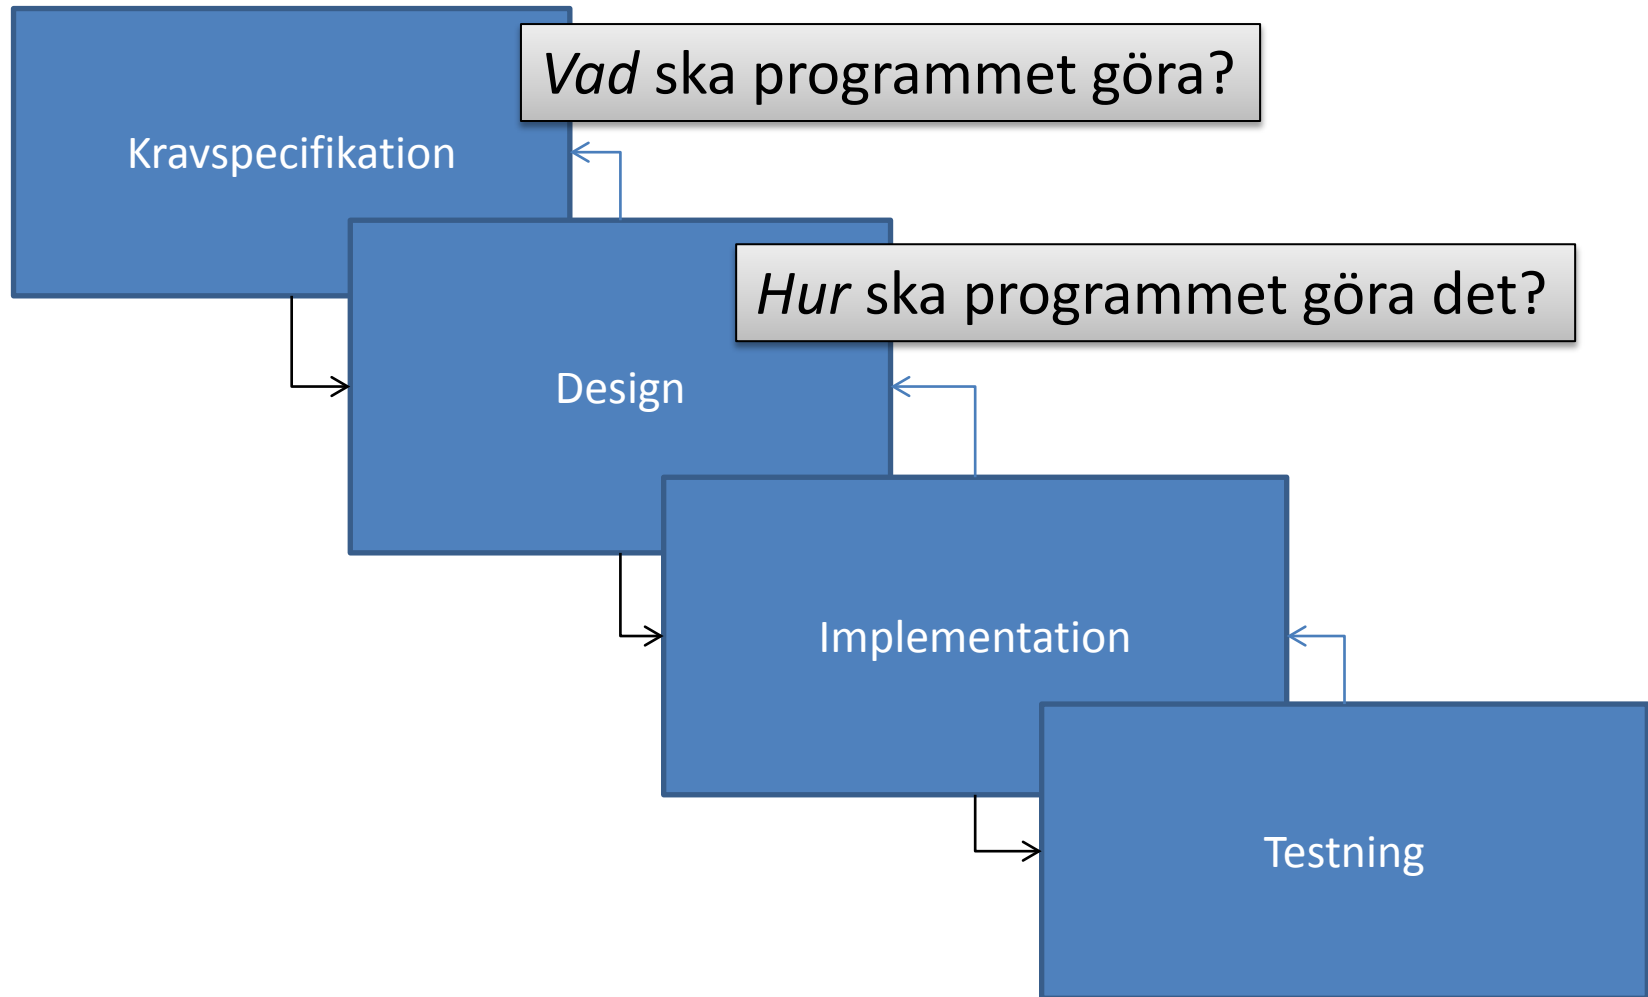 Vad ska programmet göra?
Kravspecifikation
Hur ska programmet göra det?
Design
Implementation
Testning